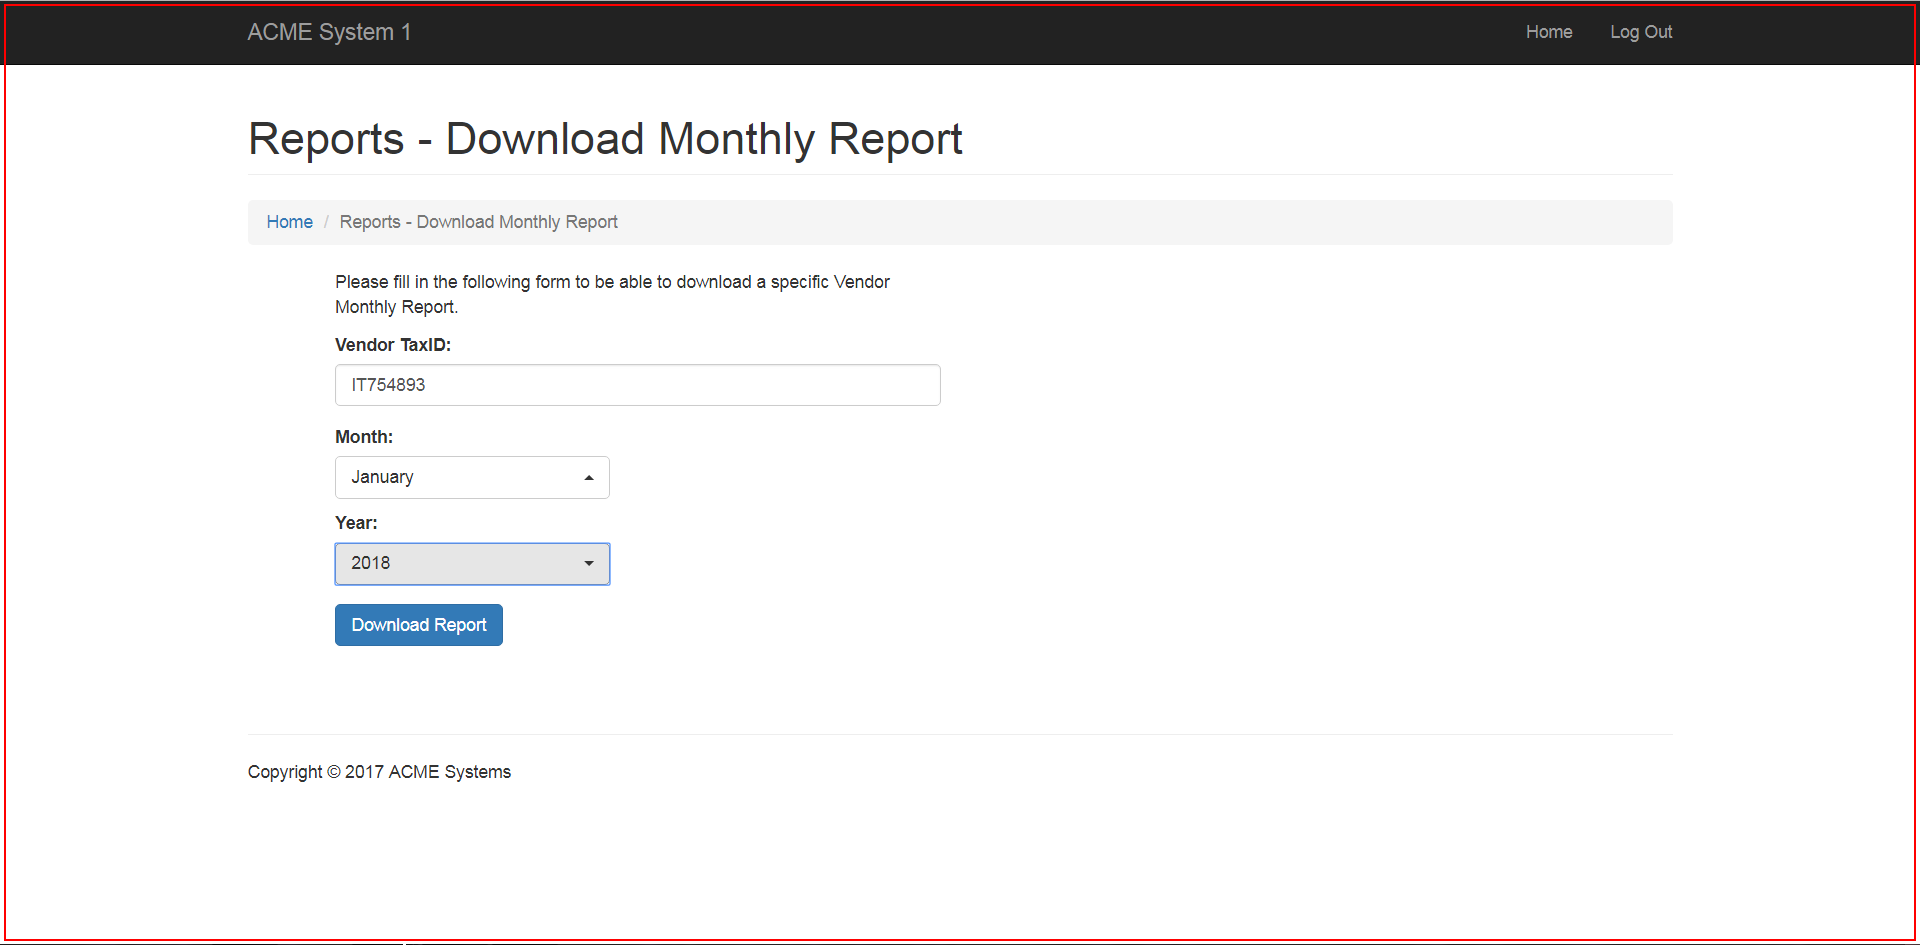 ACME System 1 Home Log Out
Reports - Download Monthly Report
Home / Reports - Download Monthly Report
Please fill in the following form to be able to download a specific Vendor
Monthly Report.
Vendor TaxID:
IT754893
Month:
January
Year:
2018
Download Report
Copyright © 2017 ACME Systems